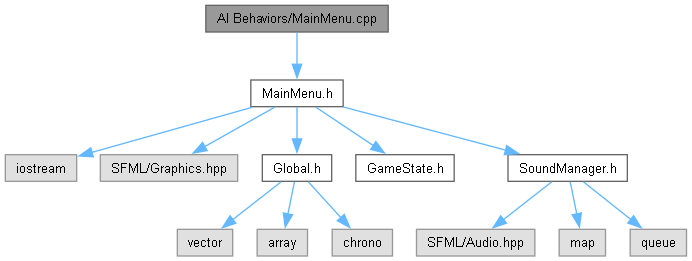 AI Behaviors/MainMenu.cpp
MainMenu.h
iostream
SFML/Graphics.hpp
Global.h
GameState.h
SoundManager.h
vector
array
chrono
SFML/Audio.hpp
map
queue